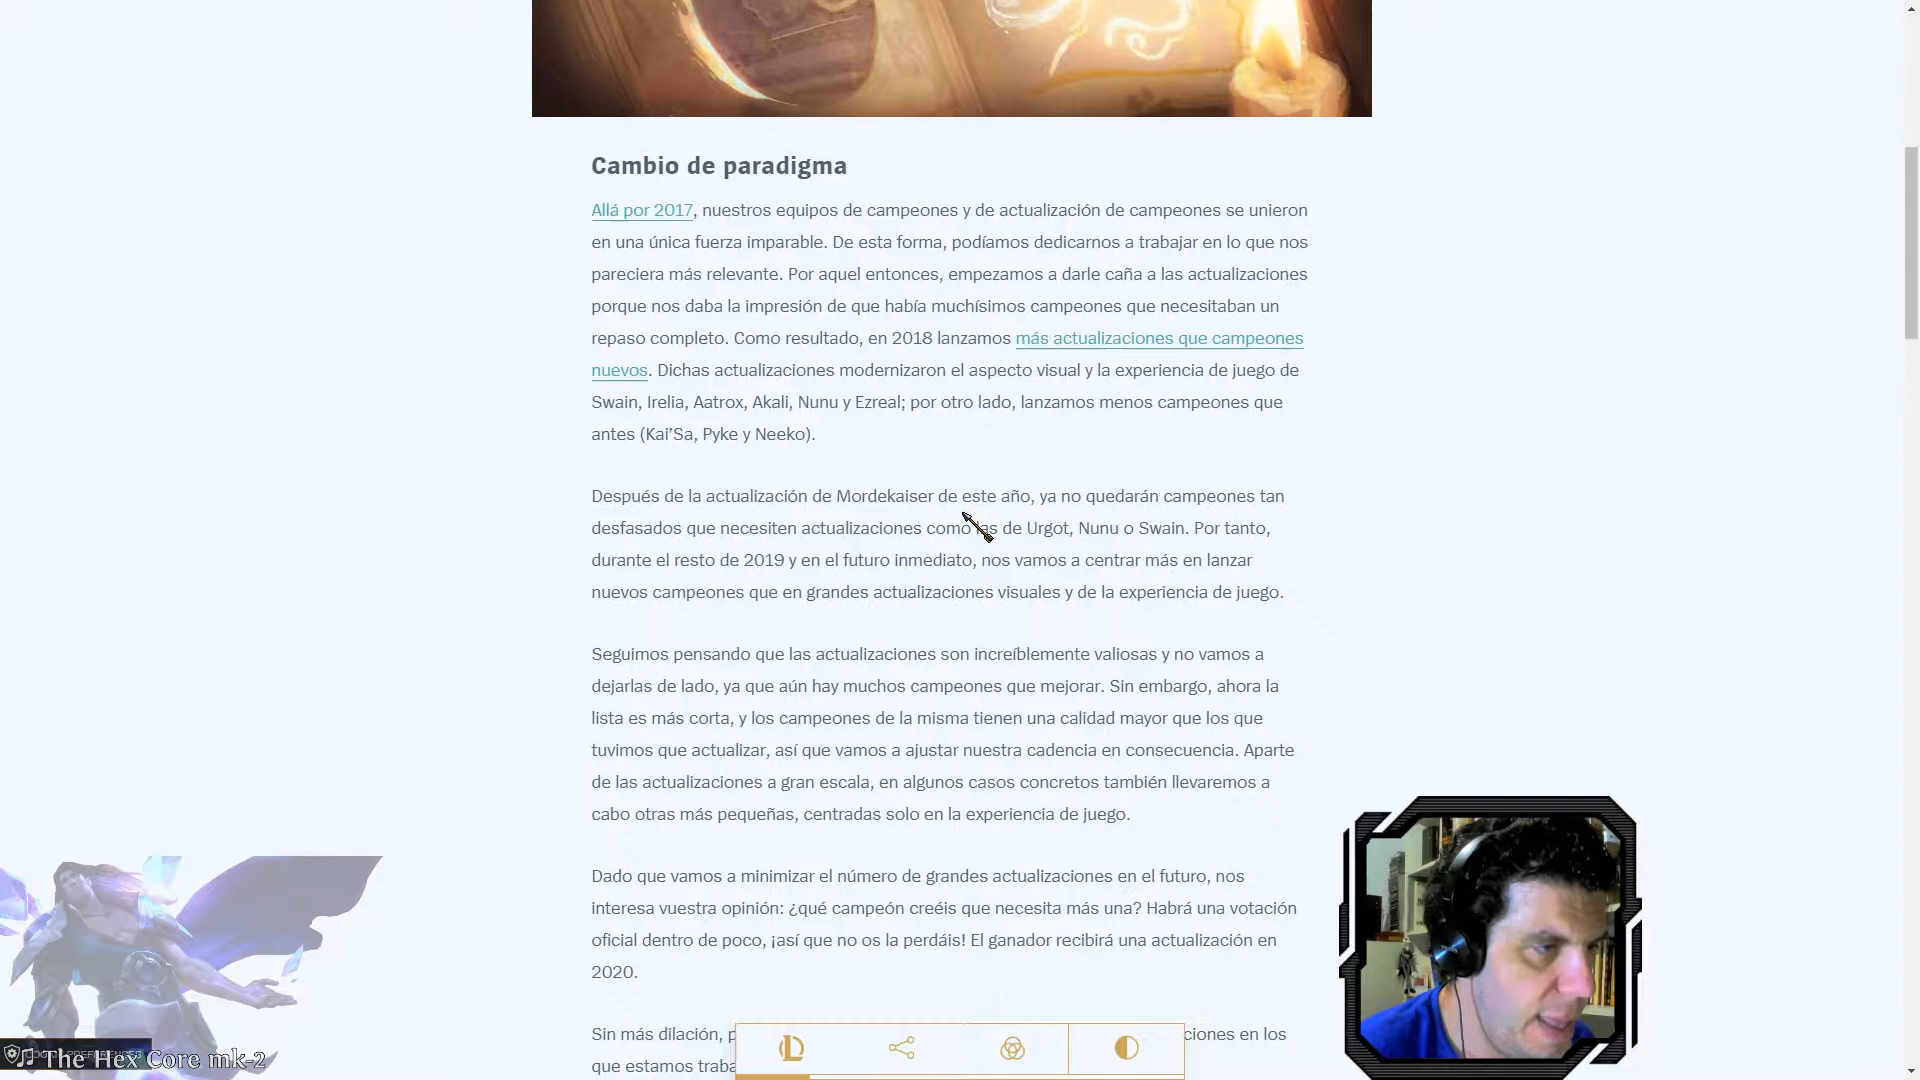 Cambio de paradigma
Allá por 2017, nuestros equipos de campeones y de actualización de campeones se unieron
en una única fuerza imparable. De esta forma, podíamos dedicarnos a trabajar en lo que nos
pareciera más relevante. Por aquel entonces, empezamos a darle caña a las actualizaciones
porque nos daba la impresión de que había muchísimos campeones que necesitaban un
repaso completo. Como resultado, en 2018 lanzamos más actualizaciones que campeones
nuevos. Dichas actualizaciones modernizaron el aspecto visual y la experiencia de juego de
Swain, Irelia, Aatrox, Akali, Nunu y Ezreal; por otro lado, lanzamos menos campeones que
antes (Kai’Sa, Pyke y Neeko).
Después de la actualización de Mordekaiser de este año, ya no quedarán campeones tan
desfasados que necesiten actualizaciones como las de Urgot, Nunu o Swain. Por tanto,
durante el resto de 2019 y en el futuro inmediato, nos vamos a centrar más en lanzar
nuevos campeones que en grandes actualizaciones visuales y de la experiencia de juego.
Seguimos pensando que las actualizaciones son increíblemente valiosas y no vamos a
dejarlas de lado, ya que aún hay muchos campeones que mejorar. Sin embargo, ahora la
lista es más corta, y los campeones de la misma tienen una calidad mayor que los que
tuvimos que actualizar, así que vamos a ajustar nuestra cadencia en consecuencia. Aparte
de las actualizaciones a gran escala, en algunos casos concretos también llevaremos a
cabo otras más pequeñas, centradas solo en la experiencia de juego.
Dado que vamos a minimizar el número de grandes actualizaciones en el futuro, nos
interesa vuestra opinión: ¿qué campeón creéis que necesita más una? Habrá una votación
oficial dentro de poco, ¡así que no os la perdáis! El ganador recibirá una actualización en
2020.
Sin más dilación, ciones en los
que estamos
The Hex Core mk-2